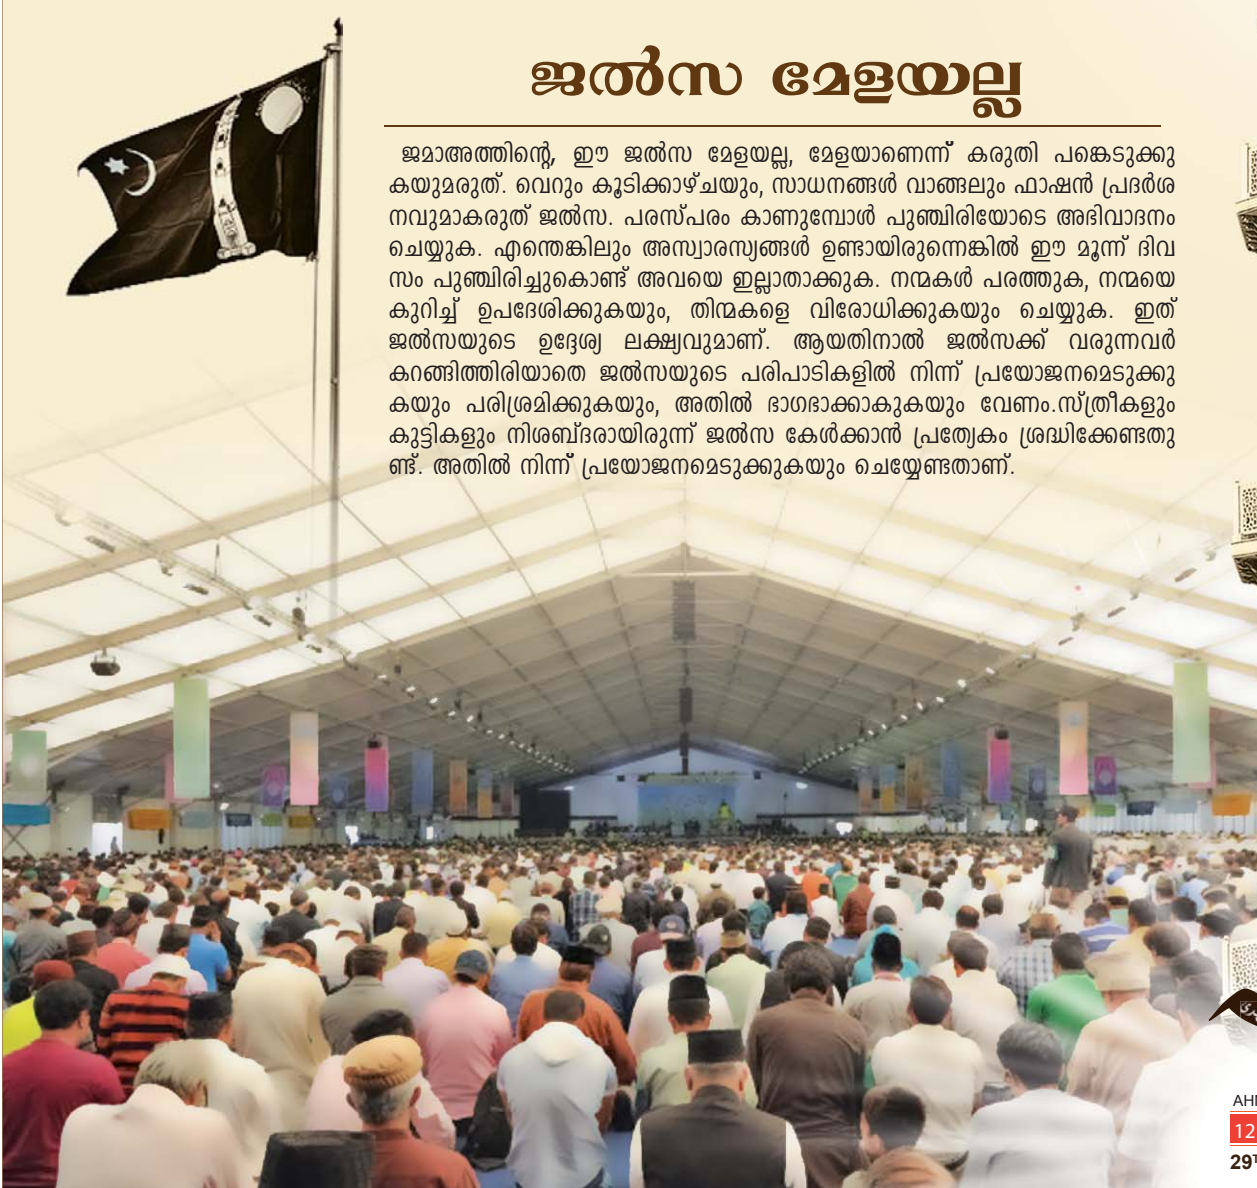 ജൽസ മേളയല്ല
ജമാഅത്തിന്റെ, ഈ ജൽസ മേളയല്ല, മേളയാണെന്ന് കരുതി പങ്കെടുക്കു
കയുമരുത്. വെറും കൂടിക്കാഴ്ചയും, സാധനങ്ങൾ വാങ്ങലും ഫാഷൻ പ്രദർശ
നവുമാകരുത് ജൽസ. പരസ്പരം കാണുമ്പോൾ പുഞ്ചിരിയോടെ അഭിവാദനം
ചെയ്യുക. എന്തെങ്കിലും അസ്വാരസ്യങ്ങൾ ഉണ്ടായിരുന്നെങ്കിൽ ഈ മൂന്ന് ദിവ
സം പുഞ്ചിരിച്ചുകൊണ്ട് അവയെ ഇല്ലാതാക്കുക. നന്മകൾ പരത്തുക, നന്മയെ
കുറിച്ച് ഉപദേശിക്കുകയും, തിന്മകളെ വിരോധിക്കുകയും ചെയ്യുക. ഇത്
ജൽസയുടെ ഉദ്ദേശ്യ ലക്ഷ്യവുമാണ്. ആയതിനാൽ ജൽസക്ക് വരുന്നവർ
കറങ്ങിത്തിരിയാതെ ജൽസയുടെ പരിപാടികളിൽ നിന്ന് പ്രയോജനമെടുക്കു
കയും പരിശ്രമിക്കുകയും, അതിൽ ഭാഗഭാക്കാകുകയും വേണം.സ്ത്രീകളും
കുട്ടികളും നിശബ്ദരായിരുന്ന് ജൽസ കേൾക്കാൻ പ്രത്യേകം ശ്രദ്ധിക്കേണ്ടതു
ണ്ട്. അതിൽ നിന്ന് പ്രയോജനമെടുക്കുകയും ചെയ്യേണ്ടതാണ്.
12